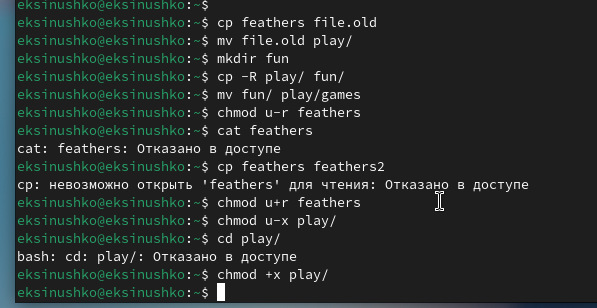 eksinushko@eksinushko:~$
eksinushko@eksinushko:~$ cp feathers file.old
eksinushko@eksinushko:~$ mv file.old play/
eksinushko@eksinushko:~$ mkdir fun
eksinushko@eksinushko:~$ cp -R play/ fun/
eksinushko@eksinushko:~$ mv fun/ play/games
eksinushko@eksinushko:~$ chmod u-r feathers
eksinushko@eksinushko:~$ cat feathers
cat: feathers: Отказано в доступе
eksinushko@eksinushko:~$ cp feathers feathers2
cp: невозможно открыть 'feathers' для чтения: Отказано в доступе
eksinushko@eksinushko:~$ chmod u+r feathers
eksinushko@eksinushko:~$ chmod u-x play/
eksinushko@eksinushko:~$ cd play/
bash: cd: play/: Отказано в доступе
eksinushko@eksinushko:~$ chmod +x play/
eksinushko@eksinushko:~$